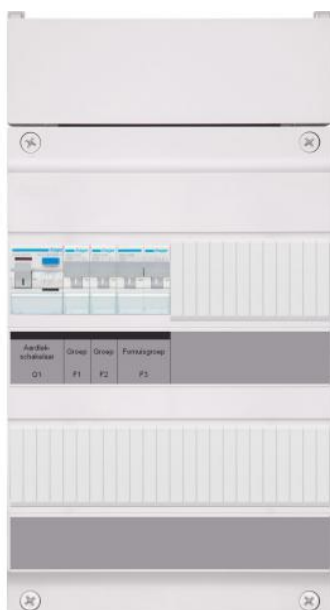 Aardlek-
schakelaar
Groep
Groep
Fornuisgroep
Q1
F1
F2
F3